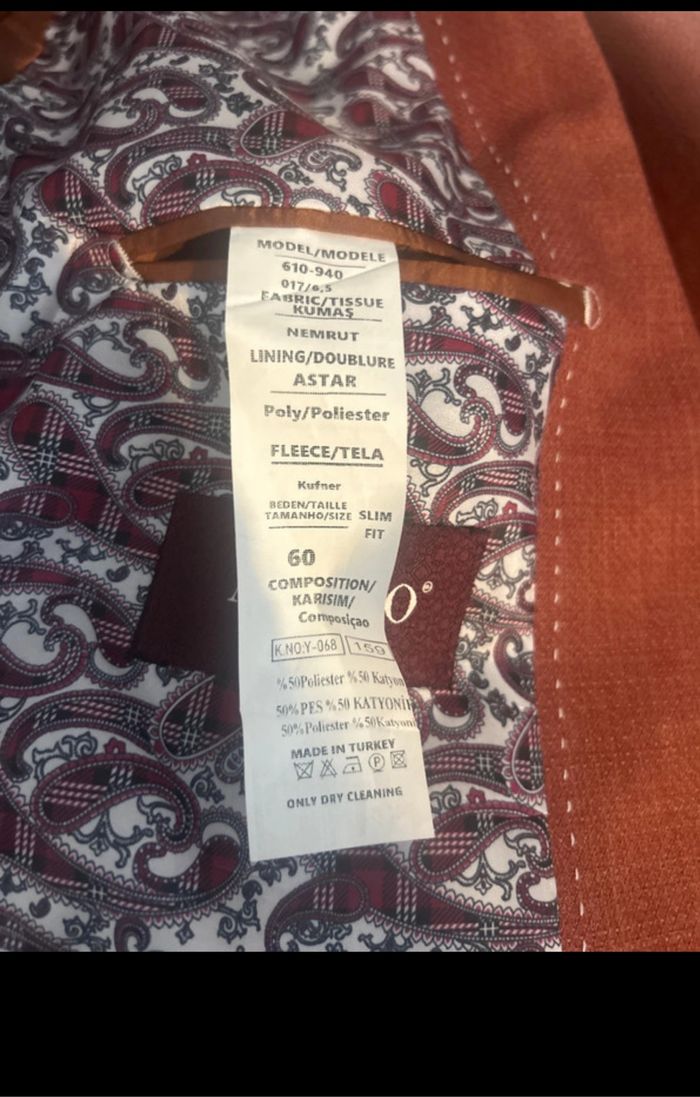 MODEL/MODELE
610-940
017/6,5
FABRIC/TISSUE
KUMAŞ
NEMRUT
LINING/DOUBLURE
ASTAR
Poly/Poliester
FLEECE/TELA
Kufner
BEDEN/TAILLE
TAMANHO/SIZE SLIM
FIT
60
COMPOSITION/
KARISIM/
Composiçao
K.NO:Y-068 159
%50Poliester %50 Katyon
50%PES %50 KATYONİK
50%Poliester %50Katyoni
MADE IN TURKEY
ONLY DRY CLEANING